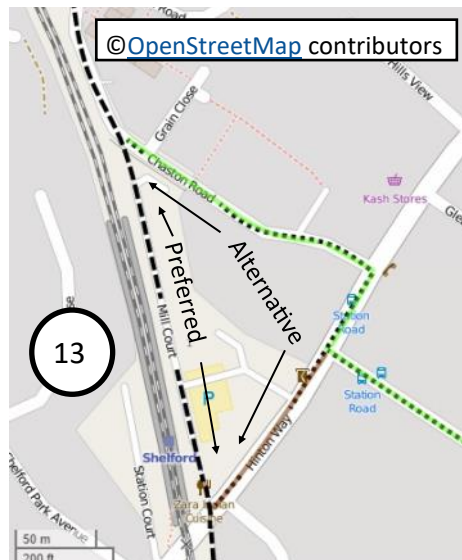 Road
©OpenStreetMap contributors
Hills View
Grain Close
Chaston Road
Kash Stores
Preferred
Alternative
Mill Court
Station
Road
13
P
Station
Road
Hinton Way
Shelford
Station Court
Zara Indian
Cuisine
Shelford Park Avenue
50 m
200 ft